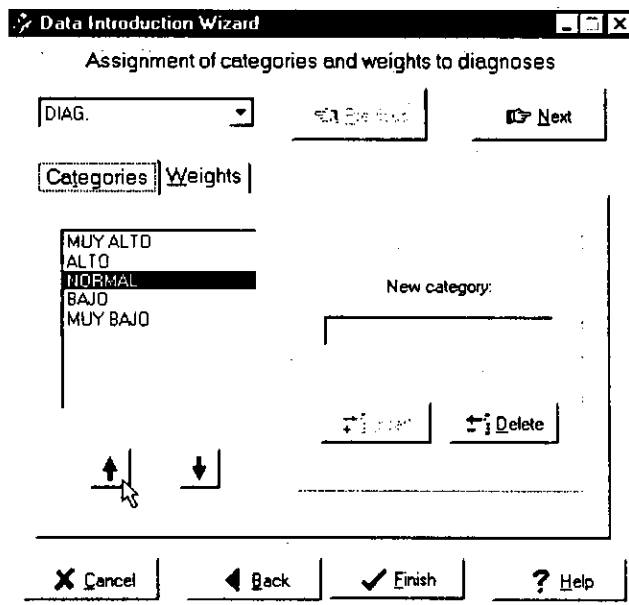 Data Introduction Wizard
Assignment of categories and weights to diagnoses
DIAG.
Next
Categories
Weights
MUY ALTO
ALTO
NORMAL
BAJO
MUY BAJO
New category:
Delete
Cancel
Back
Finish
Help